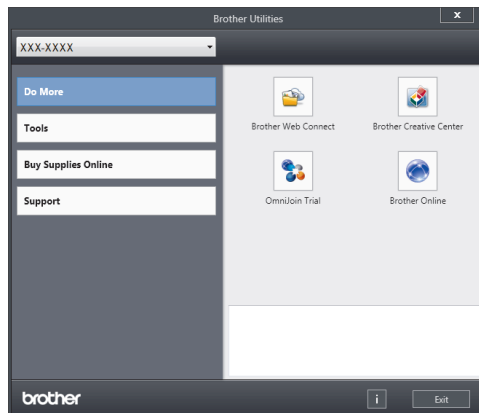 Brother Utilities
x
XXX-XXXX
Do More
Tools
Buy Supplies Online
Support
Brother Web Connect
Brother Creative Center
OmniJoin Trial
Brother Online
brother
i
Exit